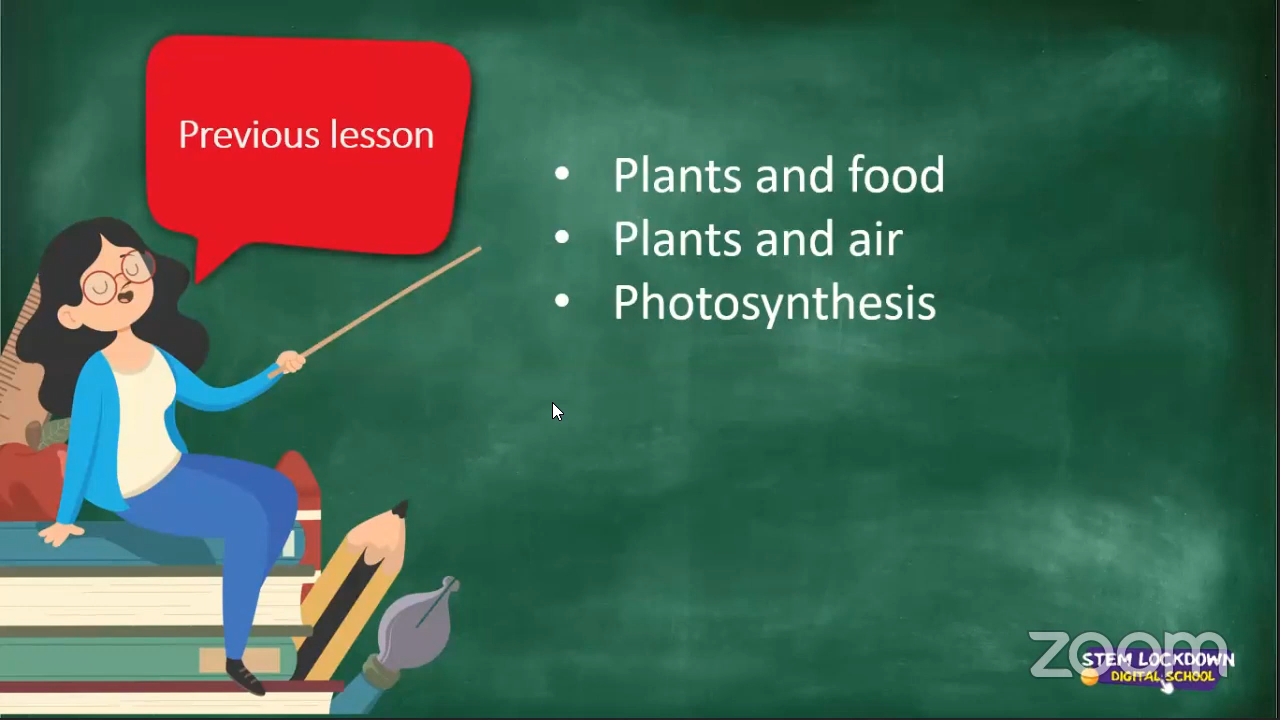 Previous lesson
• Plants and food
• Plants and air
• Photosynthesis
zoom
STEM LOCKDOWN
DIGITAL SCHOOL